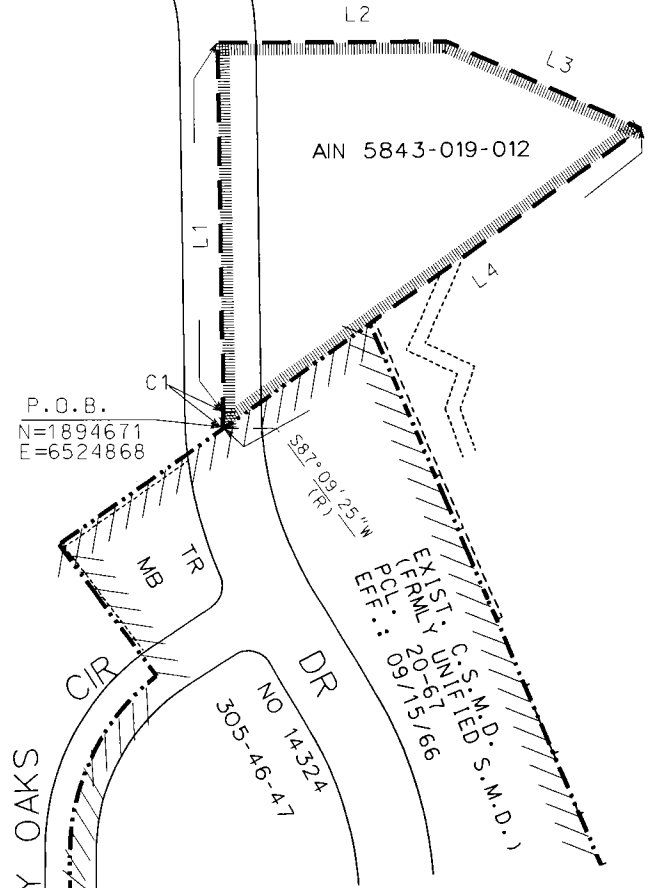 L2
L3
AIN 5843-019-012
L1
L4
C1
P.O.B.
N=1894671
E=6524868
S87°09'25"W
(R)
TR
MB
EXIST. C.S.M.D.
(FRMLY UNIFIED S.M.D.)
PCL. 20-67
EFF.: 09/15/66
CIR
DR
NO 14324
305-46-47
Y OAKS